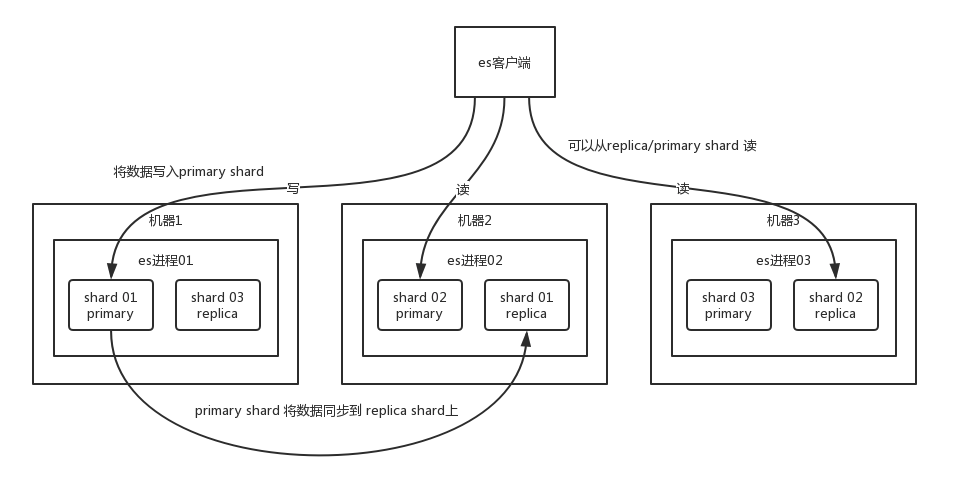 es客户端
可以从replica/primary shard 读
将数据写入primary shard
写
读
读
机器1
机器2
机器3
es进程01
es进程02
es进程03
shard 01
primary
shard 03
replica
shard 02
primary
shard 01
replica
shard 03
primary
shard 02
replica
primary shard 将数据同步到 replica shard上